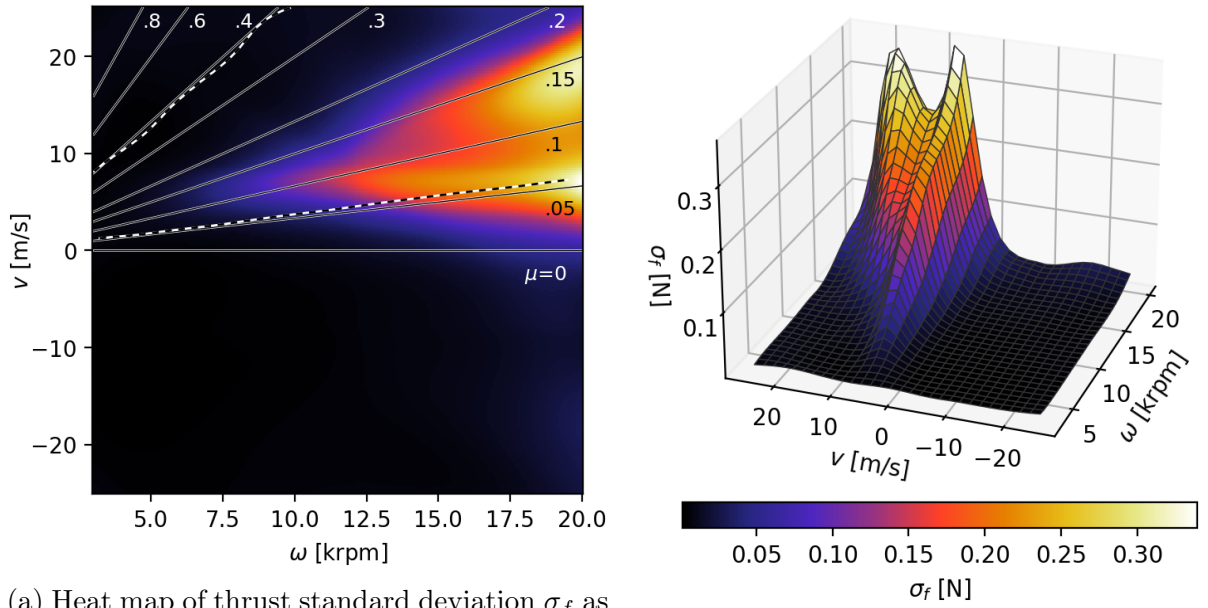 .8 .6 .4 .3 .2
.15
.1
.05
μ=0
20
10
0
−10
−20
v [m/s]
5.0 7.5 10.0 12.5 15.0 17.5 20.0
ω [krpm]
0.3
0.2
0.1
σf [N]
20 10 0 −10 −20
v [m/s]
5 10 15 20
ω [krpm]
0.05 0.10 0.15 0.20 0.25 0.30
σf [N]
(a) Heat map of thrust standard deviation σf as